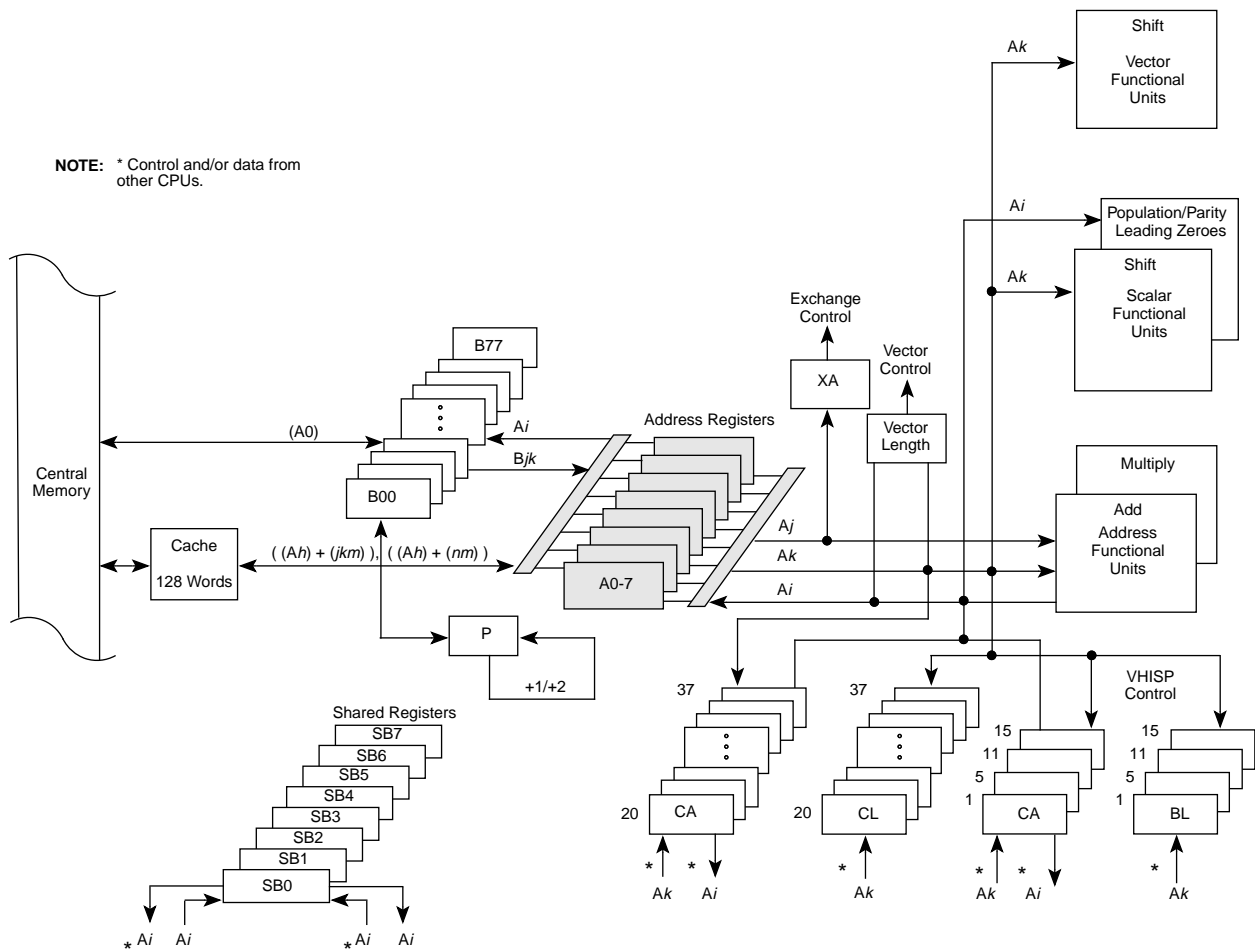 Shift
Ak
Vector
Functional
Units
NOTE: * Control and/or data from
other CPUs.
Ai
Population/Parity
Leading Zeroes
Shift
Ak
Scalar
Functional
Units
Exchange
Control
Vector
Control
XA
B77
Address Registers
Vector
Length
(A0)
Ai
Bjk
Central
Memory
B00
Multiply
Add
Address
Functional
Units
Aj
Ak
Ai
Cache
128 Words
( (Ah) + (jkm) ), ( (Ah) + (nm) )
A0-7
P
+1/+2
VHISP
Control
37
37
15
11
5
1
15
11
5
1
20
CA
20
CL
CA
BL
* *
Ak Ai
*
Ak
* *
Ak Ai
*
Ak
Shared Registers
SB7
SB6
SB5
SB4
SB3
SB2
SB1
SB0
* Ai Ai * Ai Ai